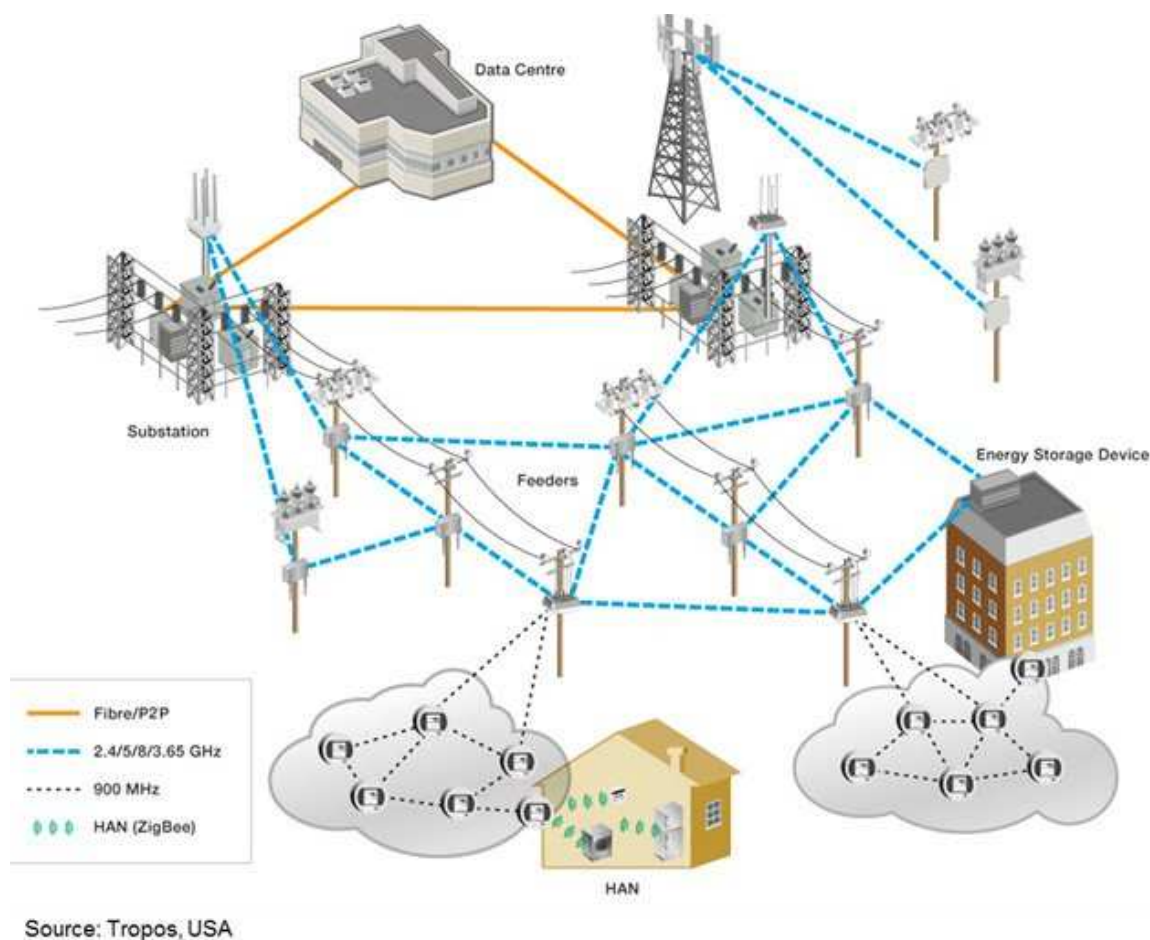 Data Centre
Substation
Feeders
Energy Storage Device
Fibre/P2P
2.4/5/8/3.65 GHz
900 MHz
HAN (ZigBee)
HAN
Source: Tropos, USA